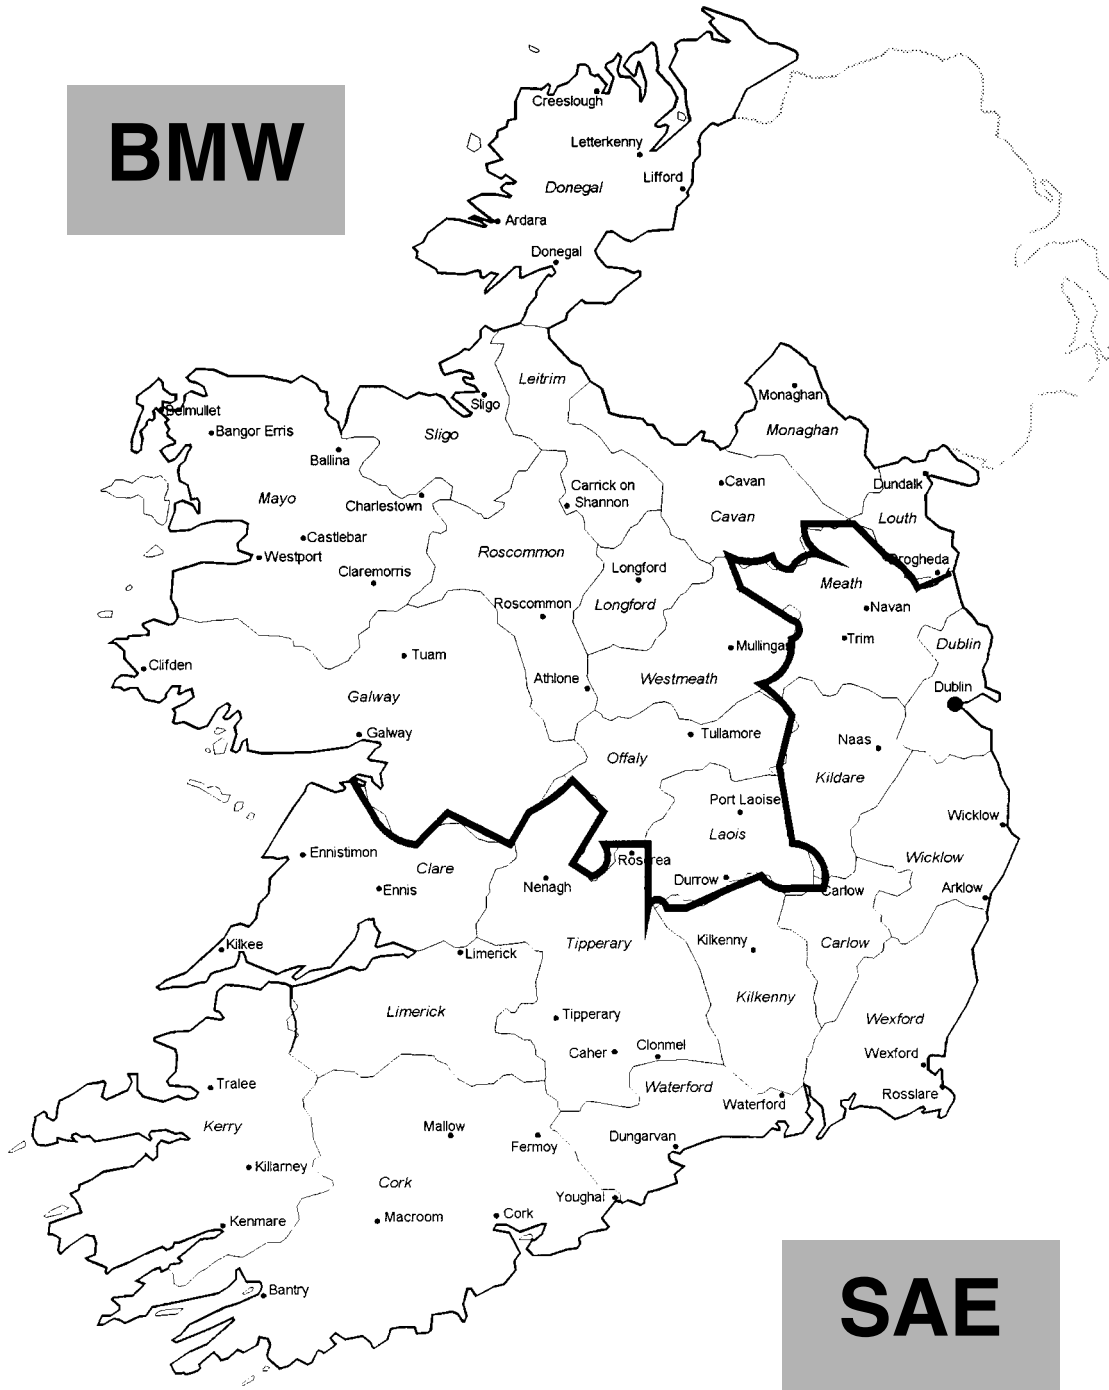 BMW
Creeslough
Letterkenny
Lifford
Donegal
Ardara
Donegal
Leitrim
Monaghan
Sligo
Belmullet
Bangor Erris
Sligo
Monaghan
Ballina
Carrick on
Shannon
Cavan
Dundalk
Mayo
Charlestown
Cavan
Louth
Castlebar
Roscommon
Westport
Claremorris
Longford
Drogheda
Meath
Roscommon
Longford
Navan
Tuam
Mullingar
Trim
Dublin
Clifden
Athlone
Westmeath
Dublin
Galway
Galway
Tullamore
Naas
Offaly
Kildare
Port Laoise
Wicklow
Laois
Ennistimon
Clare
Roscrea
Wicklow
Ennis
Nenagh
Durrow
Carlow
Arklow
Kilkee
Limerick
Tipperary
Kilkenny
Carlow
Kilkenny
Limerick
Tipperary
Wexford
Caher
Clonmel
Wexford
Tralee
Waterford
Rosslare
Waterford
Kerry
Mallow
Fermoy
Dungarvan
Killarney
Cork
Youghal
Kenmare
Macroom
Cork
Bantry
SAE